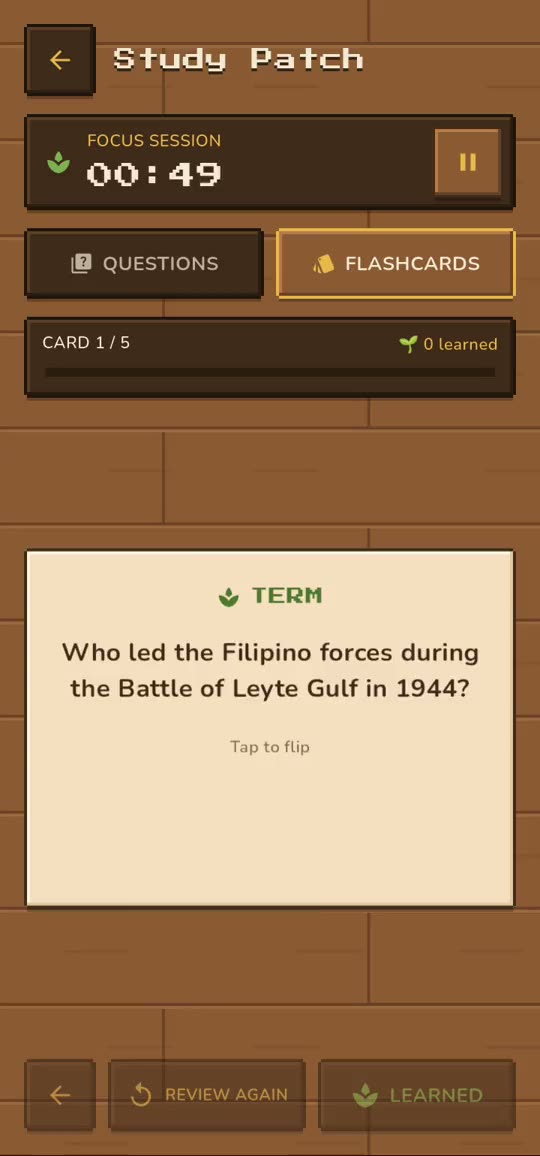 Study Patch
FOCUS SESSION
00:49
QUESTIONS
FLASHCARDS
CARD 1 / 5
0 learned
TERM
Who led the Filipino forces during
the Battle of Leyte Gulf in 1944?
Tap to flip
REVIEW AGAIN
LEARNED